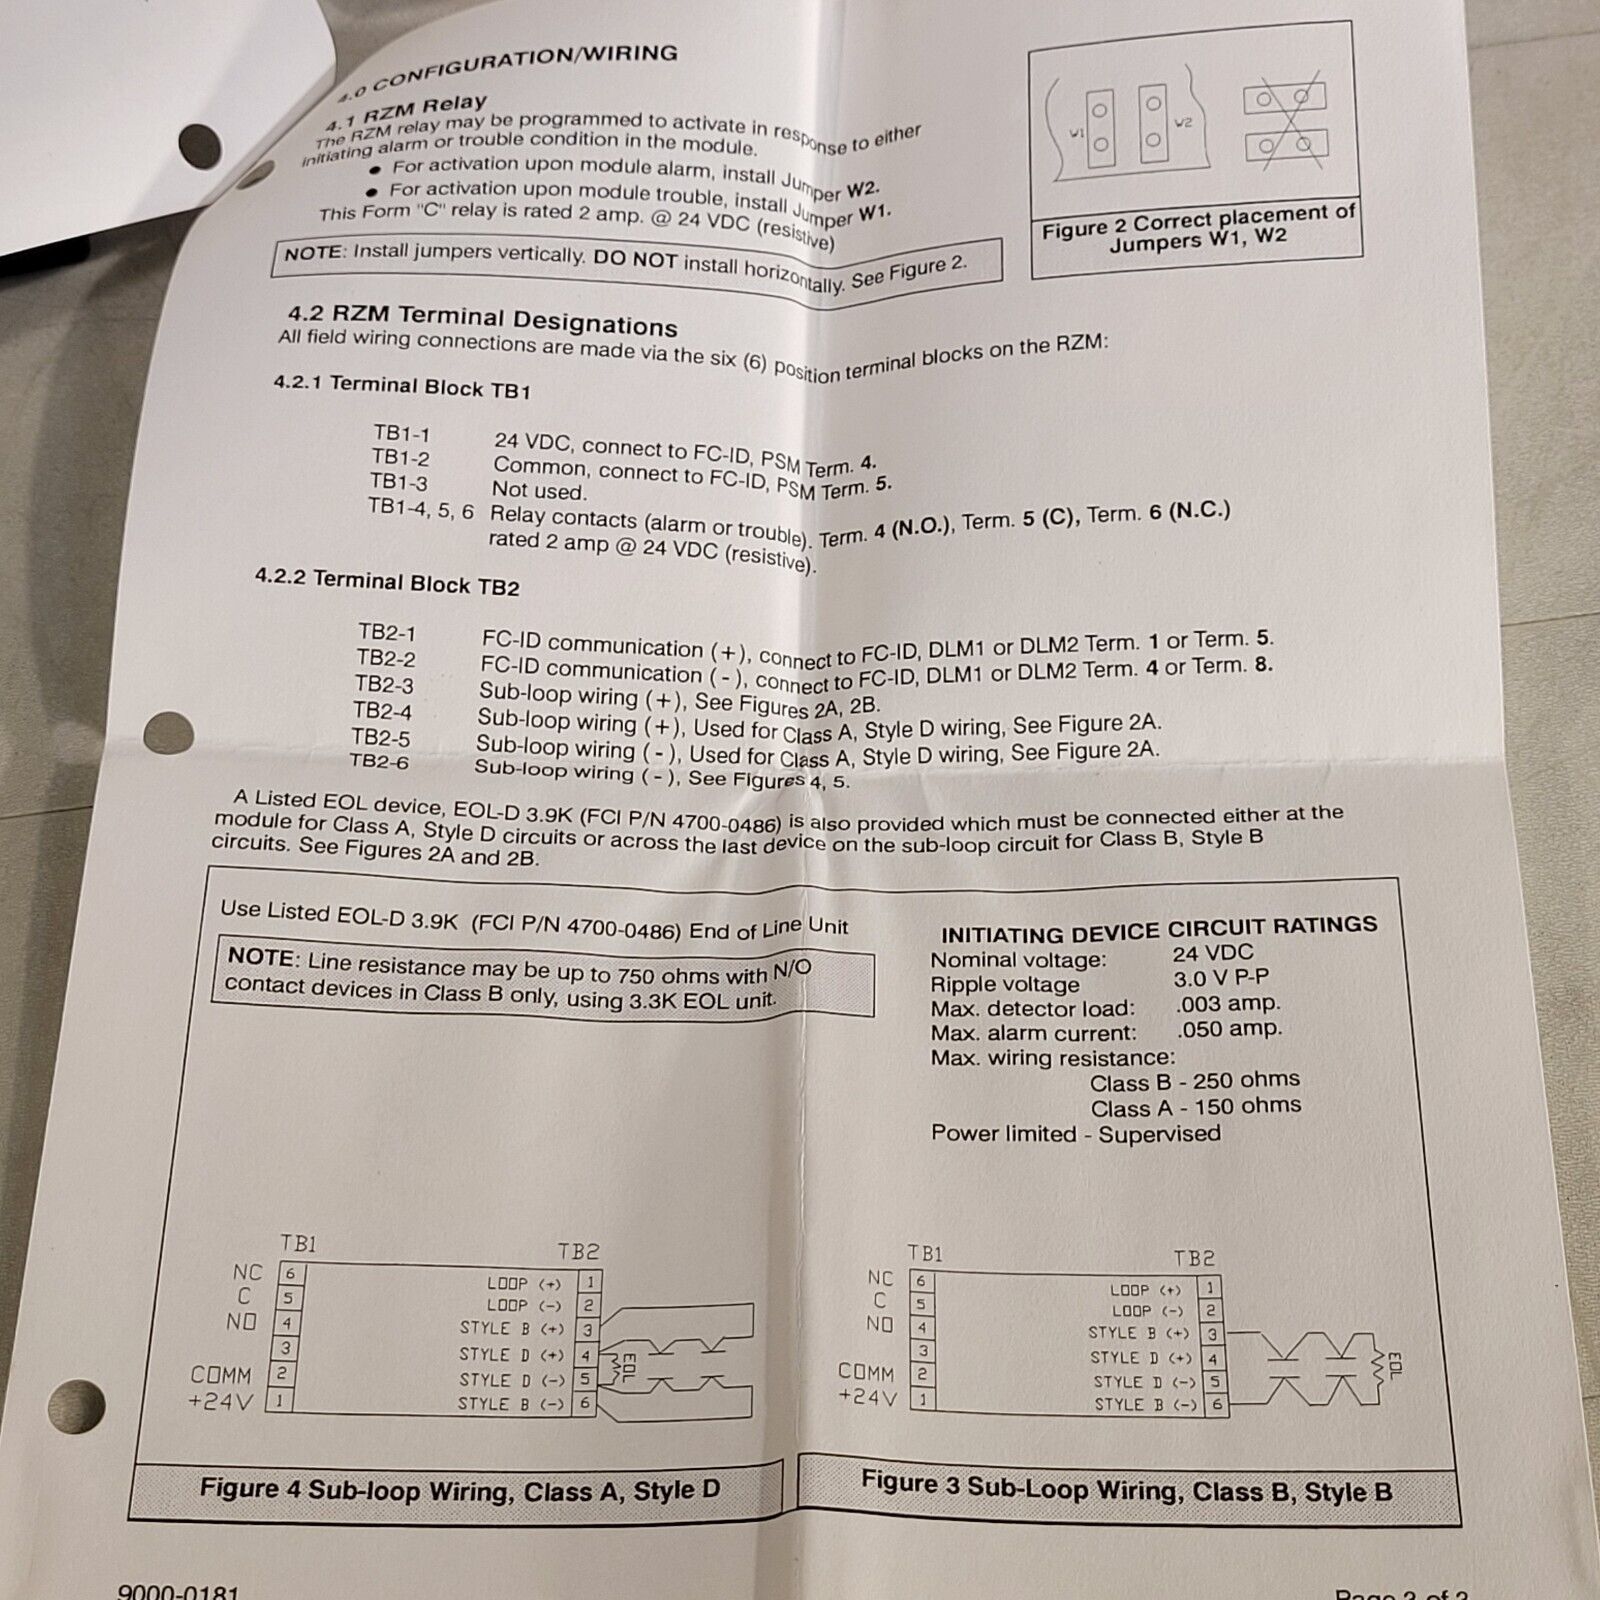 4.0 CONFIGURATION/WIRING
4.1 RZM Relay
The RZM relay may be programmed to activate in response to either
initiating alarm or trouble condition in the module.
• For activation upon module alarm, install Jumper W2.
• For activation upon module trouble, install Jumper W1.
This Form "C" relay is rated 2 amp. @ 24 VDC (resistive)
NOTE: Install jumpers vertically. DO NOT install horizontally. See Figure 2.
W1 W2
Figure 2 Correct placement of
Jumpers W1, W2
4.2 RZM Terminal Designations
All field wiring connections are made via the six (6) position terminal blocks on the RZM:
4.2.1 Terminal Block TB1
TB1-1 24 VDC, connect to FC-ID, PSM Term. 4.
TB1-2 Common, connect to FC-ID, PSM Term. 5.
TB1-3 Not used.
TB1-4, 5, 6 Relay contacts (alarm or trouble). Term. 4 (N.O.), Term. 5 (C), Term. 6 (N.C.)
rated 2 amp @ 24 VDC (resistive).
4.2.2 Terminal Block TB2
TB2-1 FC-ID communication (+), connect to FC-ID, DLM1 or DLM2 Term. 1 or Term. 5.
TB2-2 FC-ID communication (-), connect to FC-ID, DLM1 or DLM2 Term. 4 or Term. 8.
TB2-3 Sub-loop wiring (+), See Figures 2A, 2B.
TB2-4 Sub-loop wiring (+), Used for Class A, Style D wiring, See Figure 2A.
TB2-5 Sub-loop wiring (-), Used for Class A, Style D wiring, See Figure 2A.
TB2-6 Sub-loop wiring (-), See Figures 4, 5.
A Listed EOL device, EOL-D 3.9K (FCI P/N 4700-0486) is also provided which must be connected either at the
module for Class A, Style D circuits or across the last device on the sub-loop circuit for Class B, Style B
circuits. See Figures 2A and 2B.
Use Listed EOL-D 3.9K (FCI P/N 4700-0486) End of Line Unit
NOTE: Line resistance may be up to 750 ohms with N/O
contact devices in Class B only, using 3.3K EOL unit.
INITIATING DEVICE CIRCUIT RATINGS
Nominal voltage: 24 VDC
Ripple voltage 3.0 V P-P
Max. detector load: .003 amp.
Max. alarm current: .050 amp.
Max. wiring resistance:
Class B - 250 ohms
Class A - 150 ohms
Power limited - Supervised
TB1 TB2
NC 6 LOOP (+) 1
C 5 LOOP (-) 2
NO 4 STYLE B (+) 3
3 STYLE D (+) 4
COMM 2 STYLE D (-) 5
+24V 1 STYLE B (-) 6
EOL
Figure 4 Sub-loop Wiring, Class A, Style D
TB1 TB2
NC 6 LOOP (+) 1
C 5 LOOP (-) 2
NO 4 STYLE B (+) 3
3 STYLE D (+) 4
COMM 2 STYLE D (-) 5
+24V 1 STYLE B (-) 6
EOL
Figure 3 Sub-Loop Wiring, Class B, Style B
9000-0181
Page of